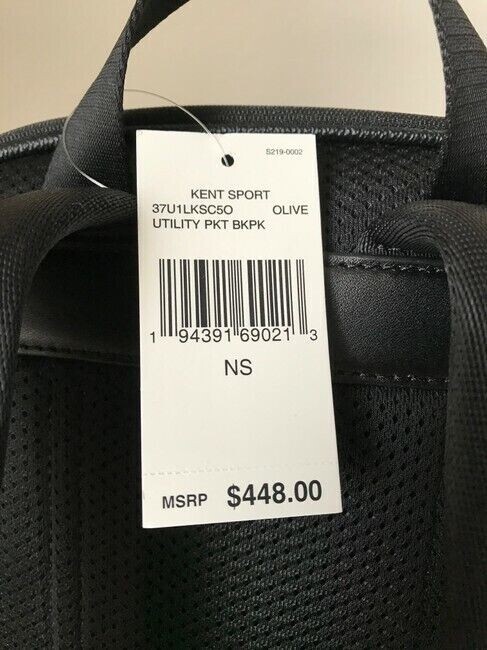 S219-0002
KENT SPORT
37U1LKSC5O OLIVE
UTILITY PKT BKPK
1 94391 69021 3
NS
MSRP $448.00